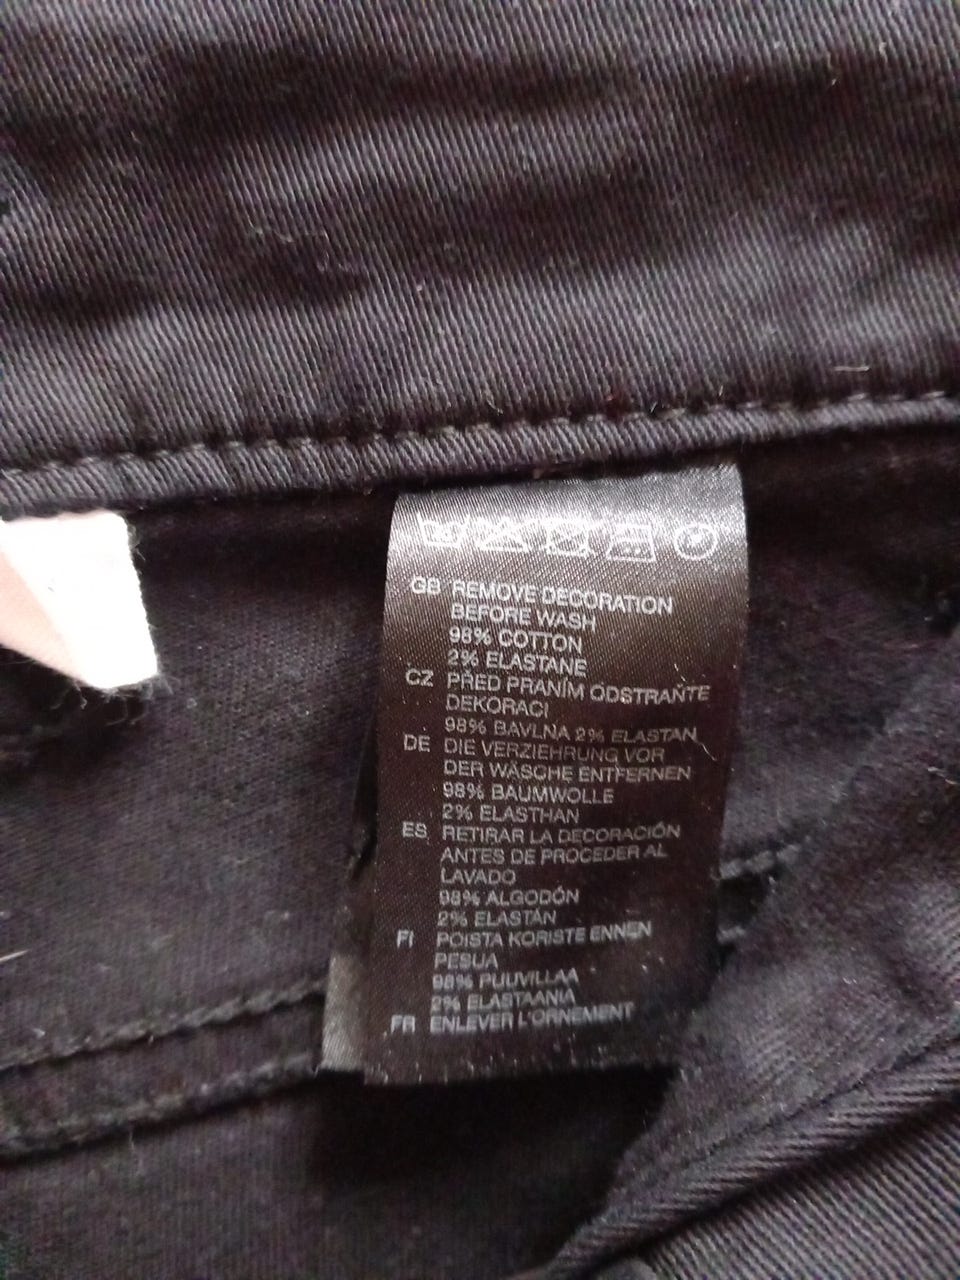 GB REMOVE DECORATION
BEFORE WASH
98% COTTON
2% ELASTANE
CZ PŘED PRANÍM ODSTRAŇTE
DEKORACI
98% BAVLNA 2% ELASTAN
DE DIE VERZIEHRUNG VOR
DER WÄSCHE ENTFERNEN
98% BAUMWOLLE
2% ELASTHAN
ES RETIRAR LA DECORACIÓN
ANTES DE PROCEDER AL
LAVADO
98% ALGODÓN
2% ELASTÁN
FI POISTA KORISTE ENNEN
PESUA
98% PUUVILLAA
2% ELASTAANIA
FR ENLEVER L'ORNEMENT